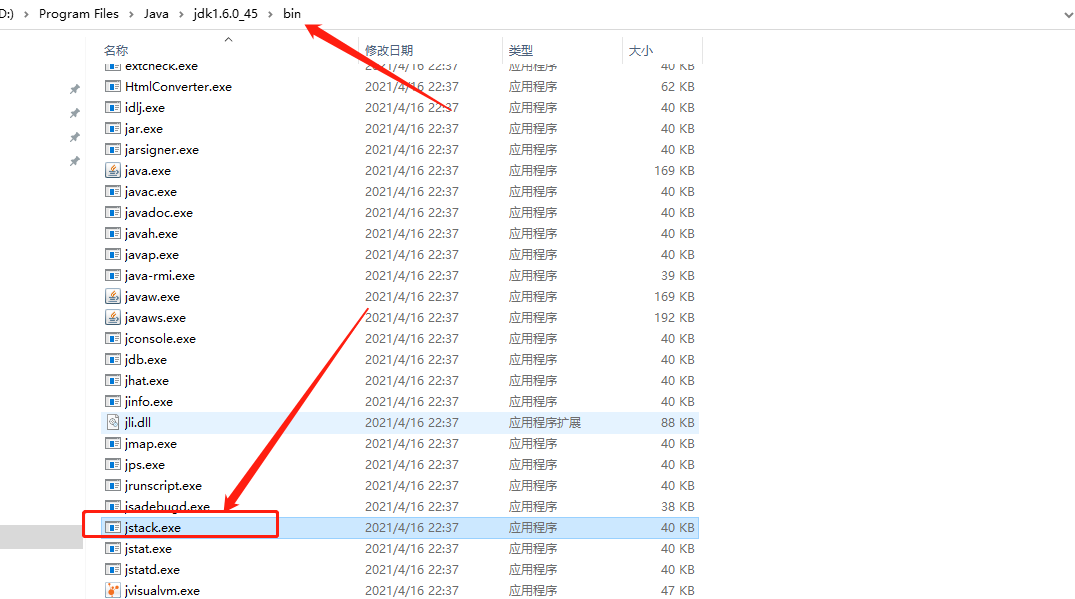 D:) › Program Files › Java › jdk1.6.0_45 › bin
名称 修改日期 类型 大小
extcheck.exe 2021/4/16 22:37 应用程序 40 KB
HtmlConverter.exe 2021/4/16 22:37 应用程序 62 KB
idlj.exe 2021/4/16 22:37 应用程序 40 KB
jar.exe 2021/4/16 22:37 应用程序 40 KB
jarsigner.exe 2021/4/16 22:37 应用程序 40 KB
java.exe 2021/4/16 22:37 应用程序 169 KB
javac.exe 2021/4/16 22:37 应用程序 40 KB
javadoc.exe 2021/4/16 22:37 应用程序 40 KB
javah.exe 2021/4/16 22:37 应用程序 40 KB
javap.exe 2021/4/16 22:37 应用程序 40 KB
java-rmi.exe 2021/4/16 22:37 应用程序 39 KB
javaw.exe 2021/4/16 22:37 应用程序 169 KB
javaws.exe 2021/4/16 22:37 应用程序 192 KB
jconsole.exe 2021/4/16 22:37 应用程序 40 KB
jdb.exe 2021/4/16 22:37 应用程序 40 KB
jhat.exe 2021/4/16 22:37 应用程序 40 KB
jinfo.exe 2021/4/16 22:37 应用程序 40 KB
jli.dll 2021/4/16 22:37 应用程序扩展 88 KB
jmap.exe 2021/4/16 22:37 应用程序 40 KB
jps.exe 2021/4/16 22:37 应用程序 40 KB
jrunscript.exe 2021/4/16 22:37 应用程序 40 KB
jsadebugd.exe 2021/4/16 22:37 应用程序 38 KB
jstack.exe 2021/4/16 22:37 应用程序 40 KB
jstat.exe 2021/4/16 22:37 应用程序 40 KB
jstatd.exe 2021/4/16 22:37 应用程序 40 KB
jvisualvm.exe 2021/4/16 22:37 应用程序 47 KB